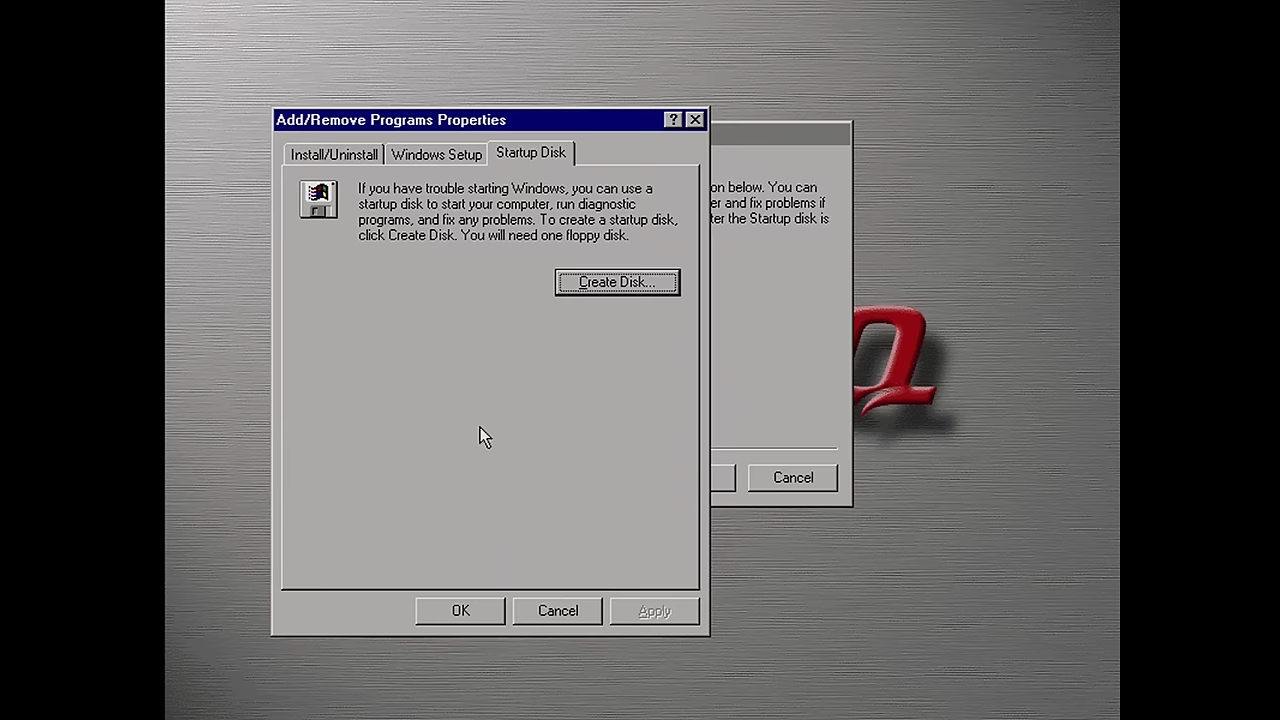 Add/Remove Programs Properties
Install/Uninstall Windows Setup Startup Disk
If you have trouble starting Windows, you can use a
startup disk to start your computer, run diagnostic
programs, and fix any problems. To create a startup disk,
click Create Disk. You will need one floppy disk.
Create Disk...
OK Cancel Apply
on below. You can
er and fix problems if
ter the Startup disk is
Cancel
Q